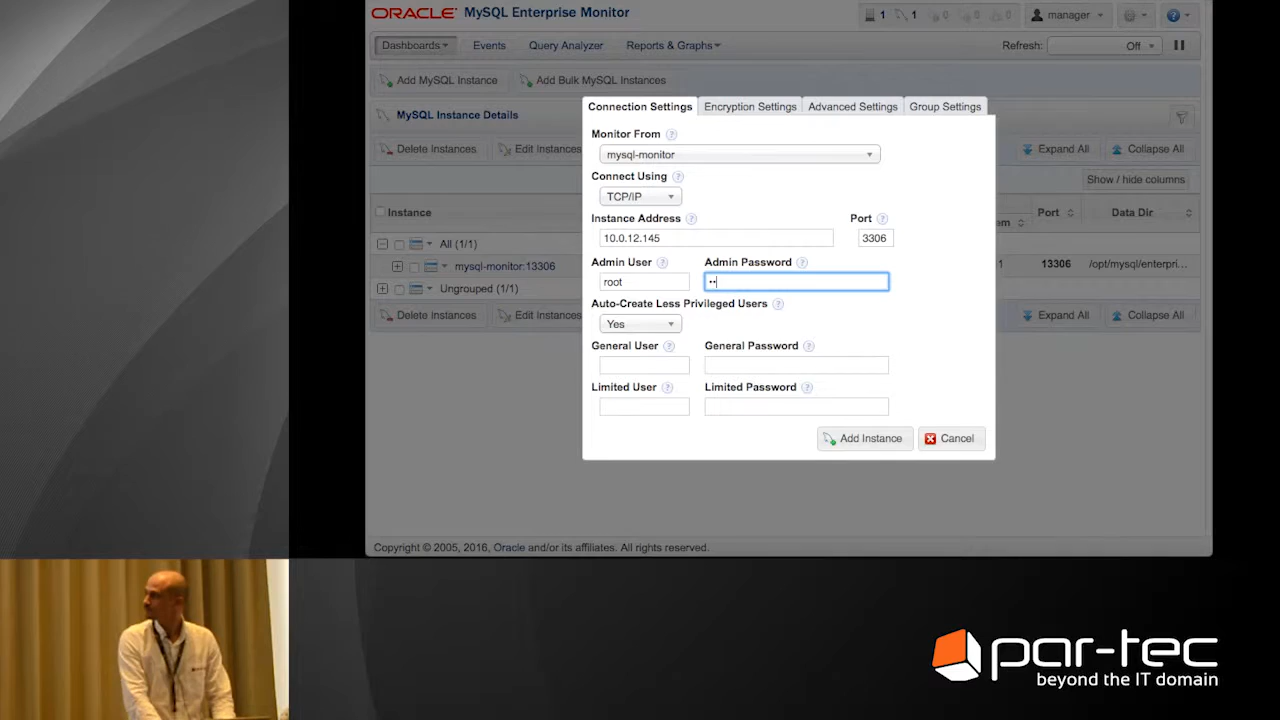 ORACLE MySQL Enterprise Monitor
1 1 0 0 0 manager
Dashboards Events Query Analyzer Reports & Graphs Refresh: Off
Add MySQL Instance Add Bulk MySQL Instances
MySQL Instance Details
Delete Instances Edit Instances Expand All Collapse All
Show / hide columns
Instance Port Data Dir
All (1/1)
mysql-monitor:13306 13306 /opt/mysql/enterpri...
Ungrouped (1/1)
Delete Instances Edit Instances Expand All Collapse All
Connection Settings Encryption Settings Advanced Settings Group Settings
Monitor From
mysql-monitor
Connect Using
TCP/IP
Instance Address Port
10.0.12.145 3306
Admin User Admin Password
root
Auto-Create Less Privileged Users
Yes
General User General Password
Limited User Limited Password
Add Instance Cancel
Copyright © 2005, 2016, Oracle and/or its affiliates. All rights reserved.
par-tec
beyond the IT domain